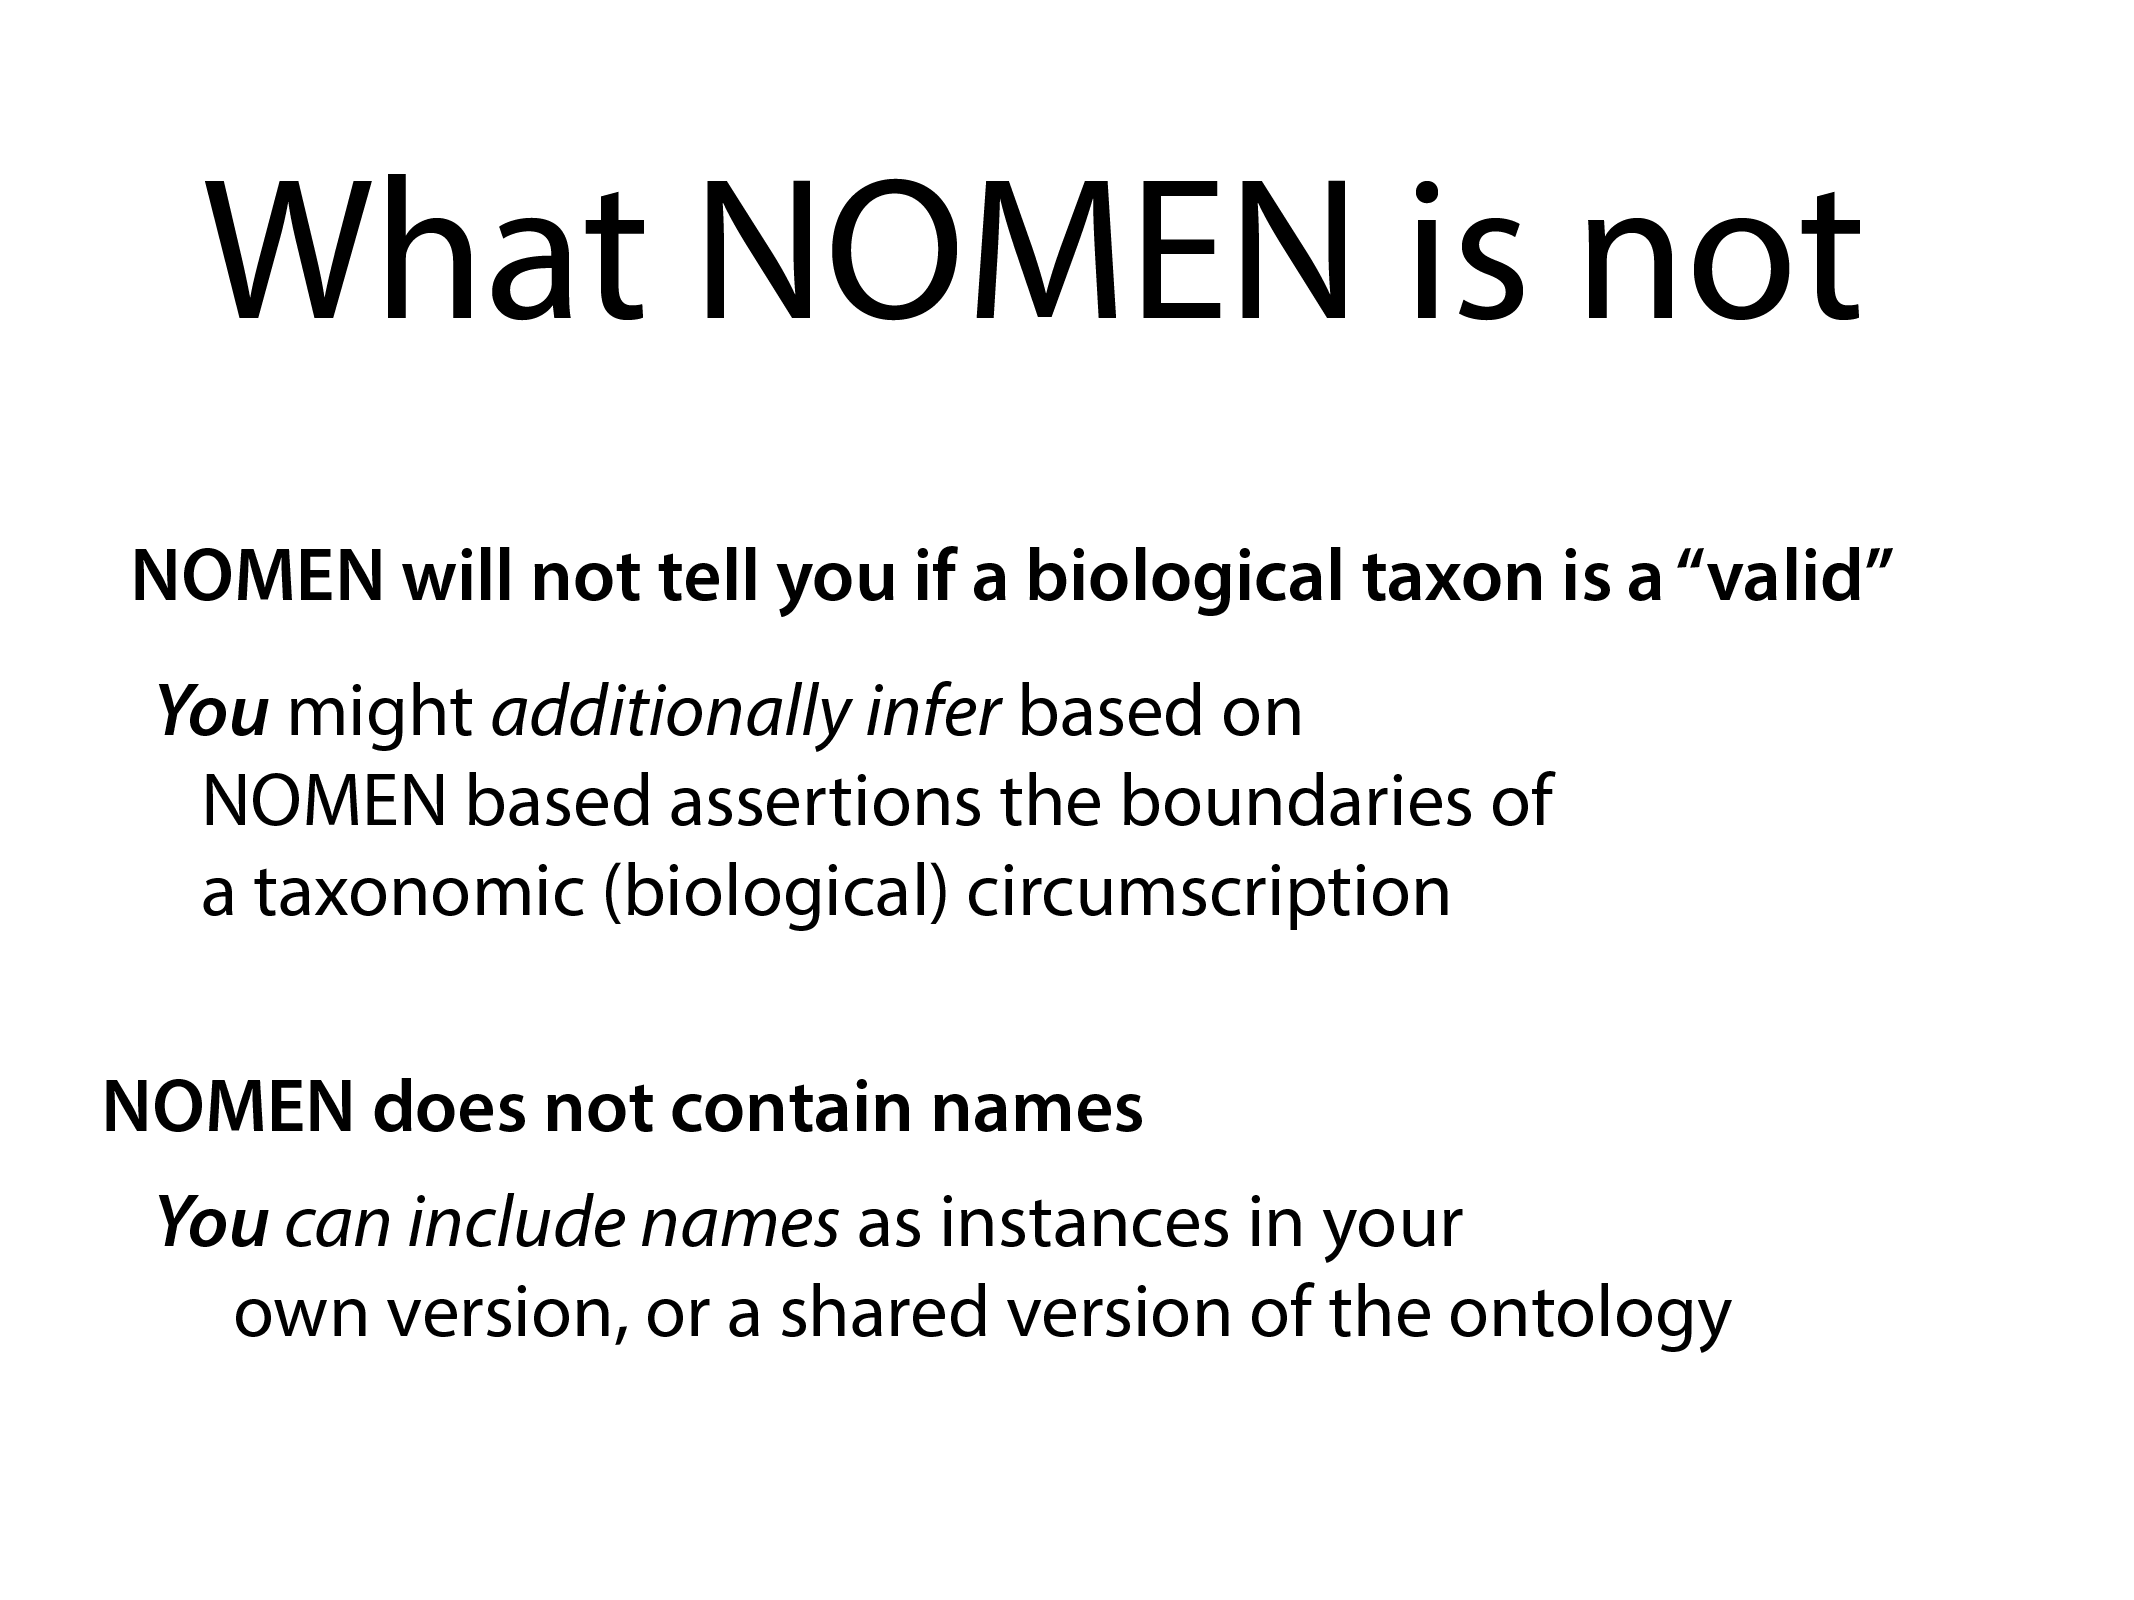 What NOMEN is not
NOMEN will not tell you if a biological taxon is a “valid”
You might additionally infer based on
NOMEN based assertions the boundaries of
a taxonomic (biological) circumscription
NOMEN does not contain names
You can include names as instances in your
own version, or a shared version of the ontology